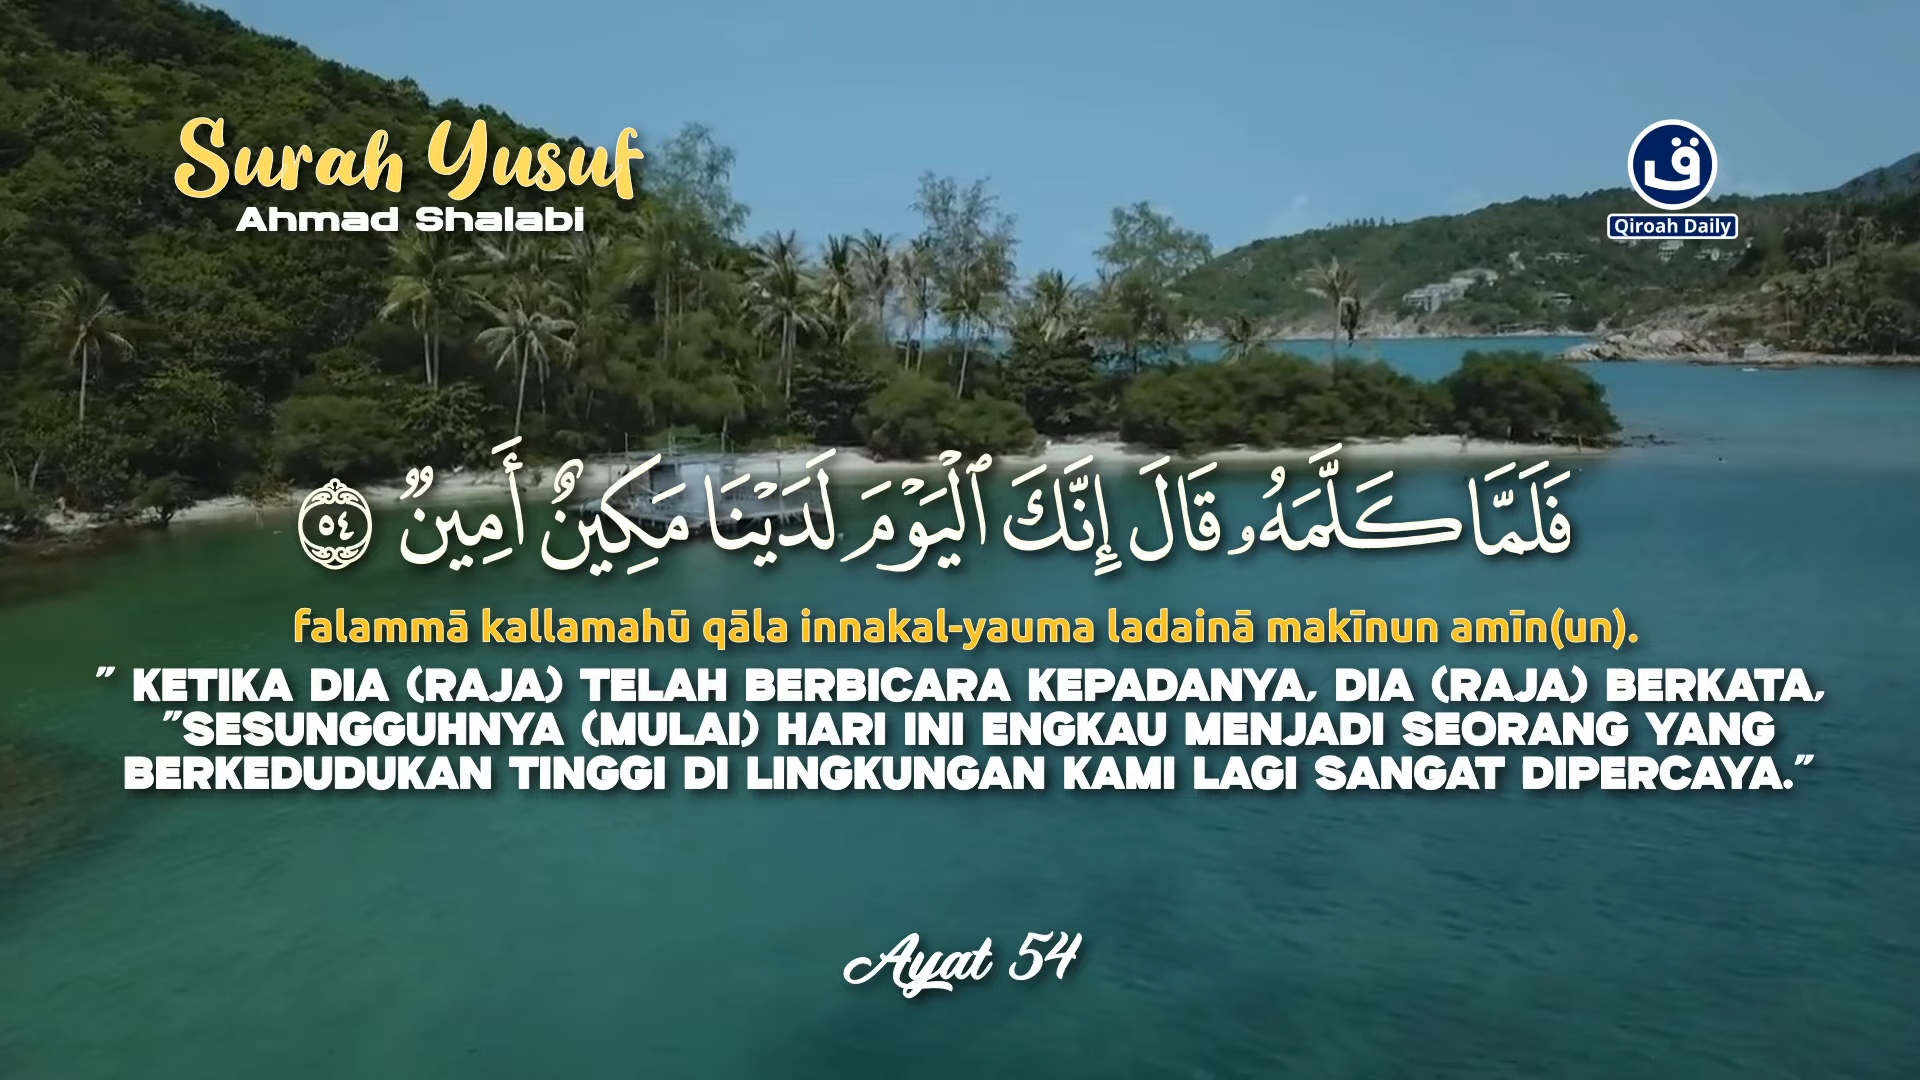 Surah Yusuf
Ahmad Shalabi
ق
Qiroah Daily
فَلَمَّا كَلَّمَهُۥ قَالَ إِنَّكَ ٱلْيَوْمَ لَدَيْنَا مَكِينٌ أَمِينٌ ٥٤
falammā kallamahū qāla innakal-yauma ladainā makīnun amīn(un).
" KETIKA DIA (RAJA) TELAH BERBICARA KEPADANYA, DIA (RAJA) BERKATA,
"SESUNGGUHNYA (MULAI) HARI INI ENGKAU MENJADI SEORANG YANG
BERKEDUDUKAN TINGGI DI LINGKUNGAN KAMI LAGI SANGAT DIPERCAYA."
Ayat 54